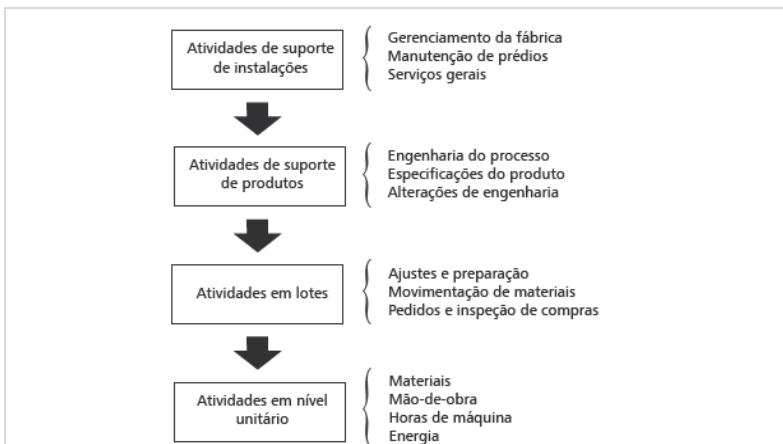 Atividades de suporte
de instalações
Gerenciamento da fábrica
Manutenção de prédios
Serviços gerais
Atividades de suporte
de produtos
Engenharia do processo
Especificações do produto
Alterações de engenharia
Atividades em lotes
Ajustes e preparação
Movimentação de materiais
Pedidos e inspeção de compras
Atividades em nível
unitário
Materiais
Mão-de-obra
Horas de máquina
Energia